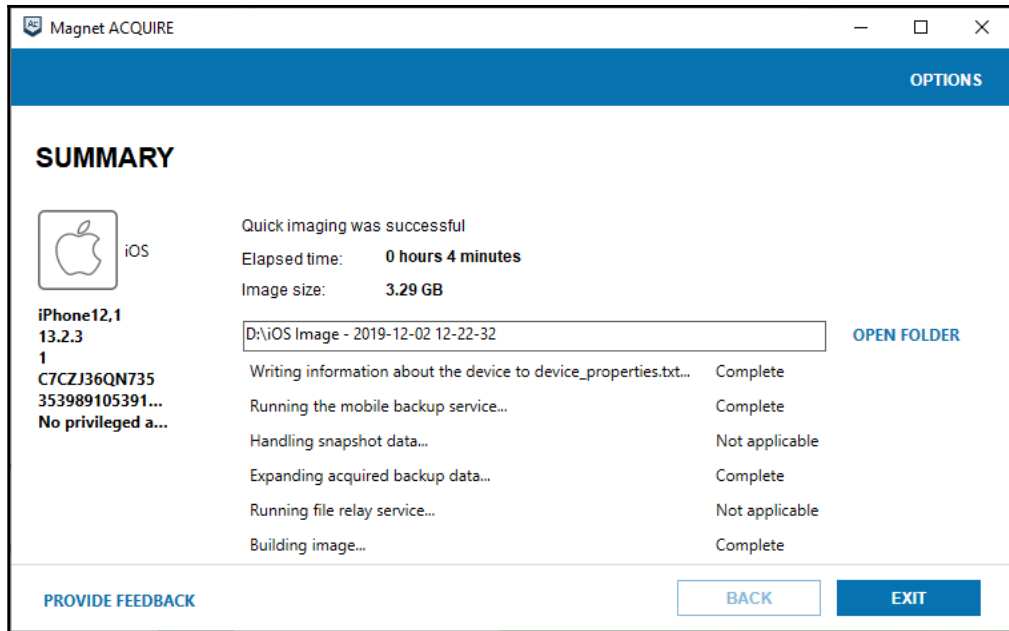 Magnet ACQUIRE
OPTIONS
SUMMARY
iOS
iPhone12,1
13.2.3
1
C7CZJ36QN735
353989105391...
No privileged a...
Quick imaging was successful
Elapsed time: 0 hours 4 minutes
Image size: 3.29 GB
D:\iOS Image - 2019-12-02 12-22-32
OPEN FOLDER
Writing information about the device to device_properties.txt... Complete
Running the mobile backup service... Complete
Handling snapshot data... Not applicable
Expanding acquired backup data... Complete
Running file relay service... Not applicable
Building image... Complete
PROVIDE FEEDBACK
BACK
EXIT